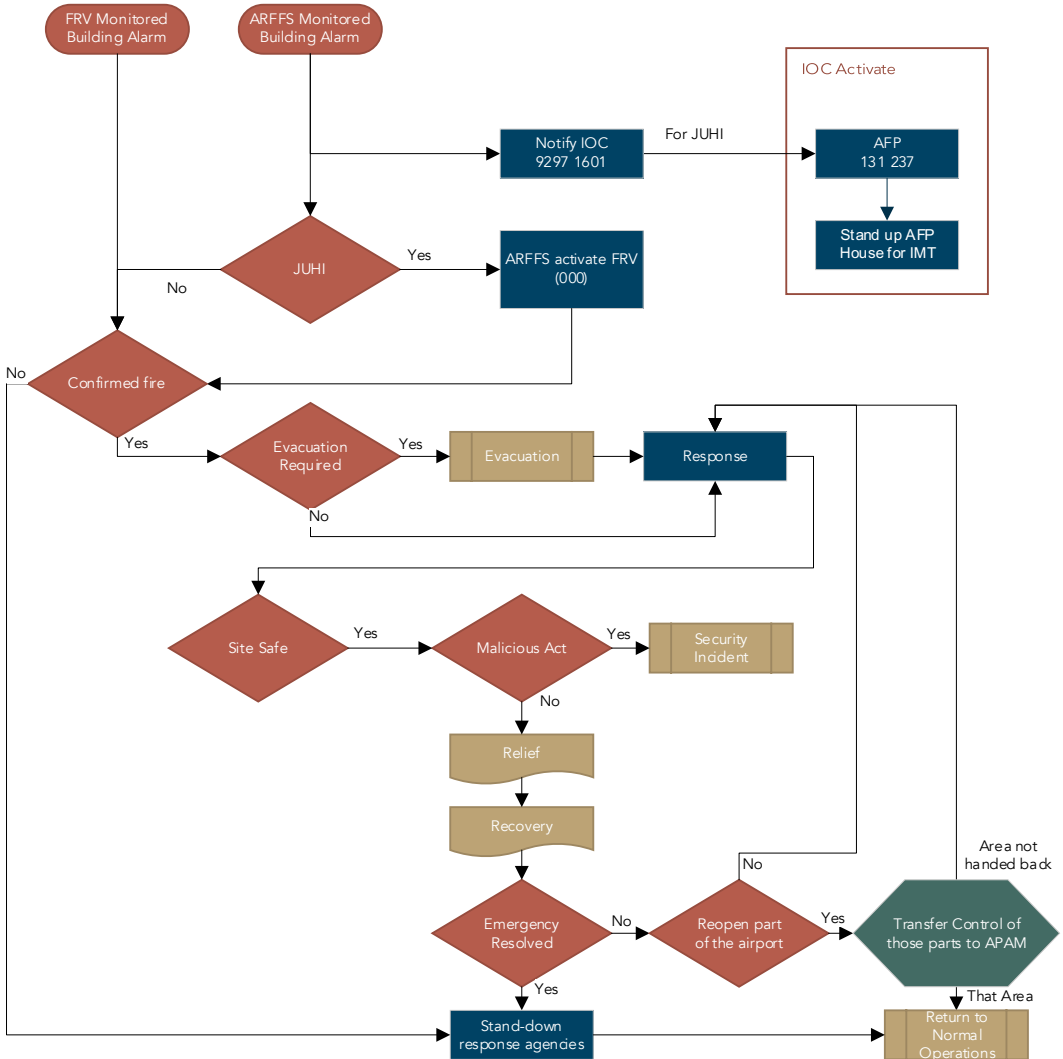 FRV Monitored
Building Alarm
ARFFS Monitored
Building Alarm
IOC Activate
Notify IOC
9297 1601
For JUHI
AFP
131 237
Stand up AFP
House for IMT
JUHI
Yes
ARFFS activate FRV
(000)
No
No
Confirmed fire
Yes
Evacuation
Required
Yes
Evacuation
Response
No
Site Safe
Yes
Malicious Act
Yes
Security
Incident
No
Relief
Recovery
Area not
handed back
No
Emergency
Resolved
No
Reopen part
of the airport
Yes
Transfer Control of
those parts to APAM
Yes
That Area
Stand-down
response agencies
Return to
Normal
Operations